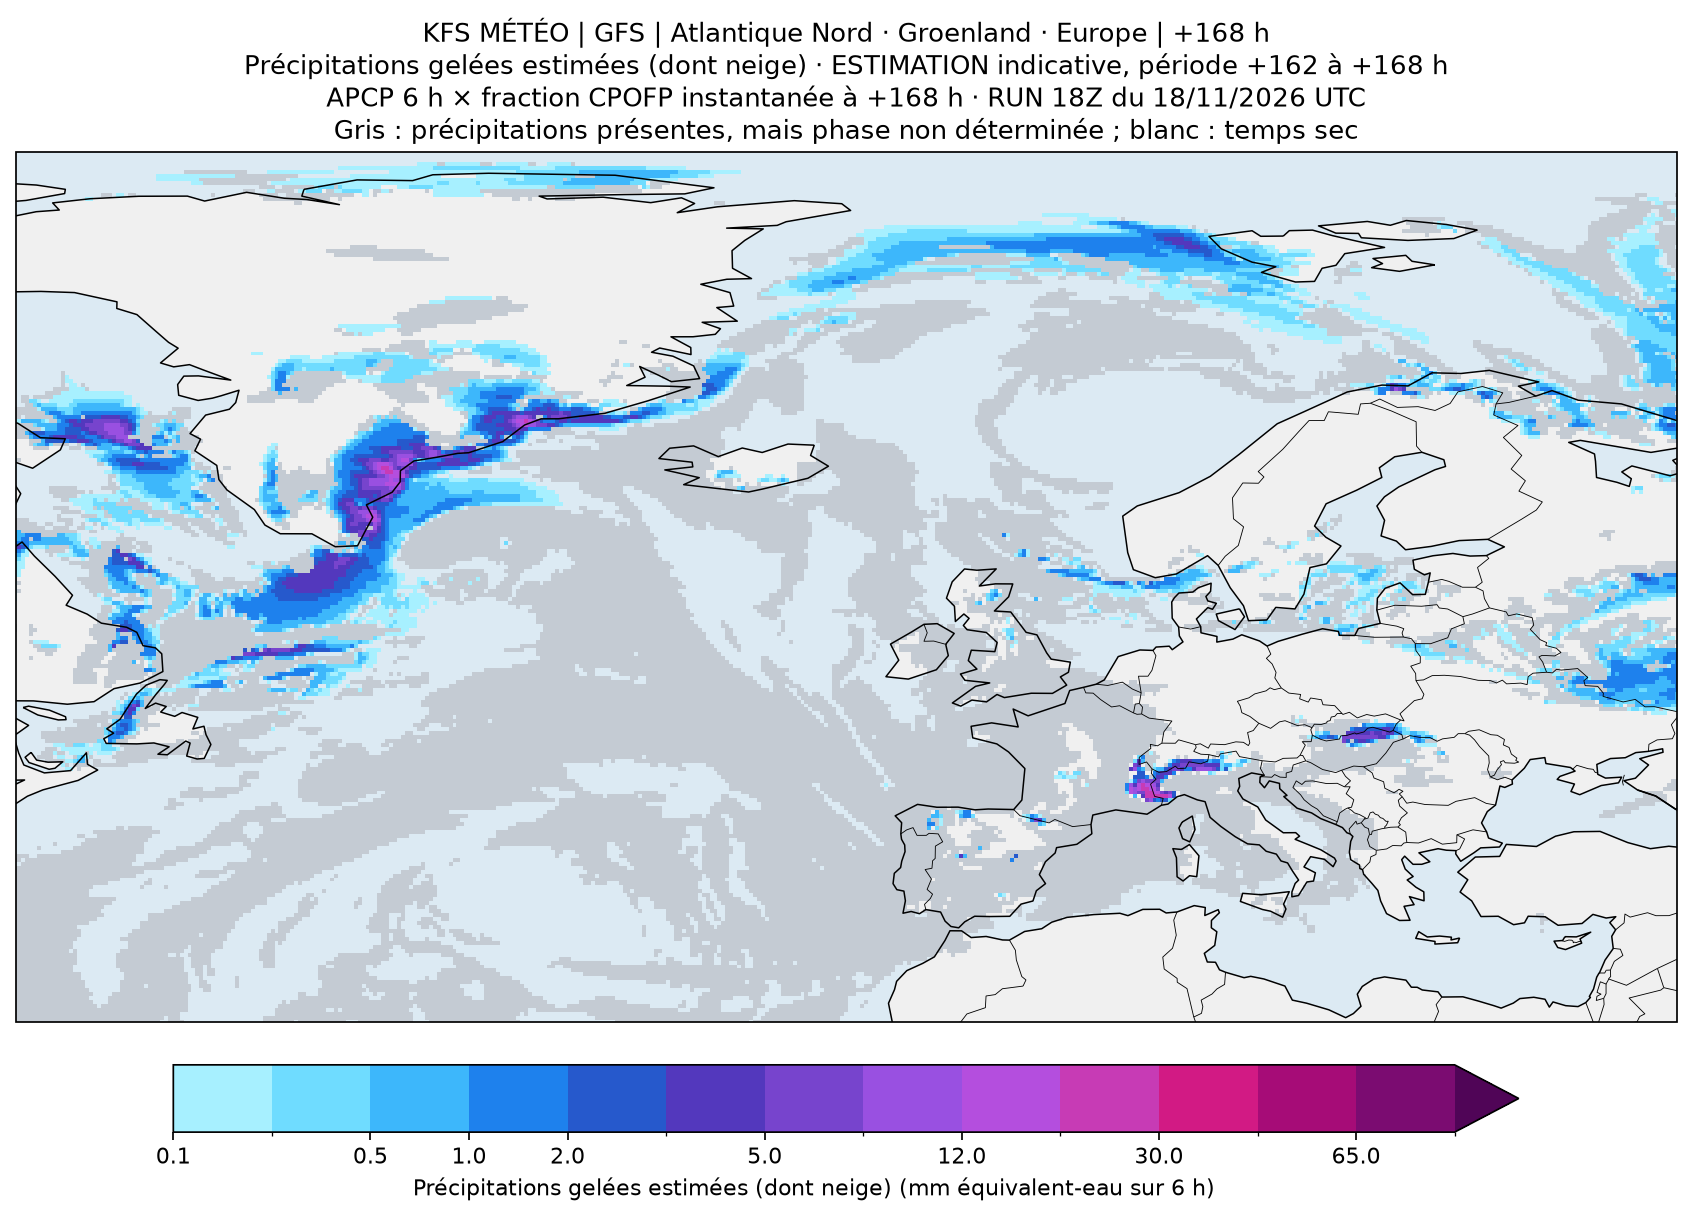 KFS MÉTÉO | GFS | Atlantique Nord · Groenland · Europe | +168 h
Précipitations gelées estimées (dont neige) · ESTIMATION indicative, période +162 à +168 h
APCP 6 h × fraction CPOFP instantanée à +168 h · RUN 18Z du 18/11/2026 UTC
Gris : précipitations présentes, mais phase non déterminée ; blanc : temps sec
0.1 0.5 1.0 2.0 5.0 12.0 30.0 65.0
Précipitations gelées estimées (dont neige) (mm équivalent-eau sur 6 h)